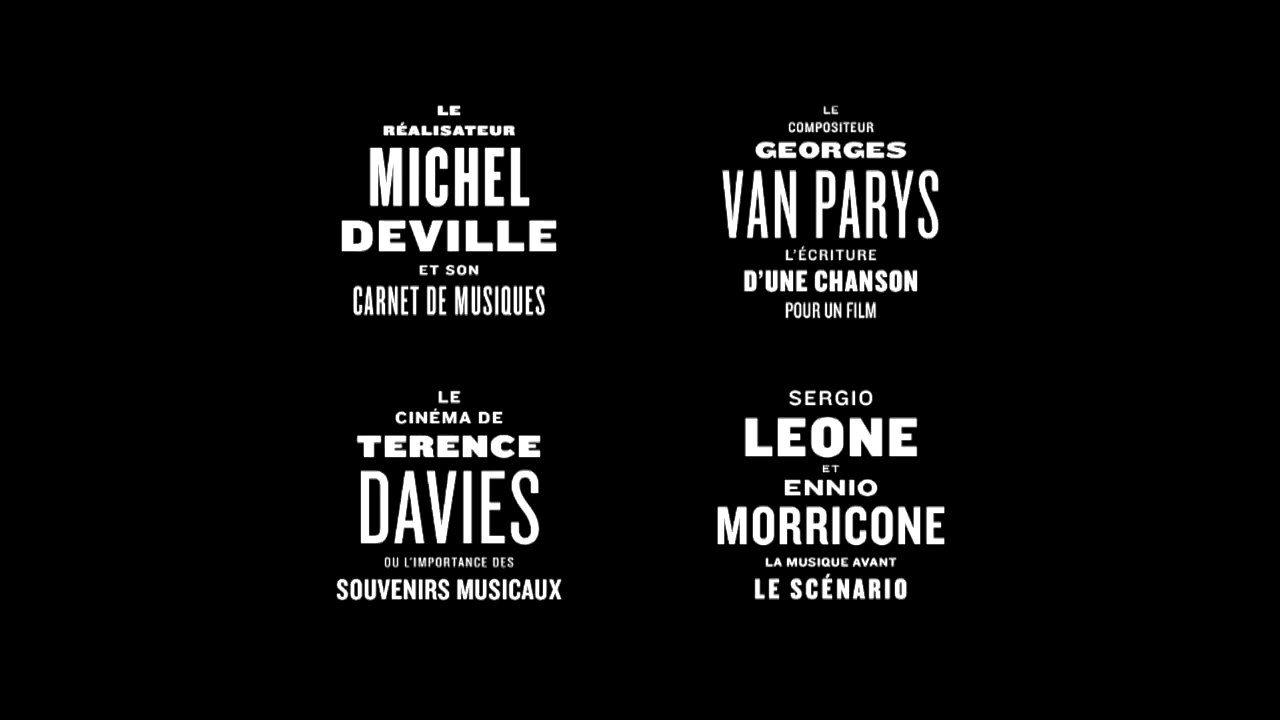 LE
RÉALISATEUR
MICHEL
DEVILLE
ET SON
CARNET DE MUSIQUES
LE
COMPOSITEUR
GEORGES
VAN PARYS
L'ÉCRITURE
D'UNE CHANSON
POUR UN FILM
LE
CINÉMA DE
TERENCE
DAVIES
OU L'IMPORTANCE DES
SOUVENIRS MUSICAUX
SERGIO
LEONE
ET
ENNIO
MORRICONE
LA MUSIQUE AVANT
LE SCÉNARIO